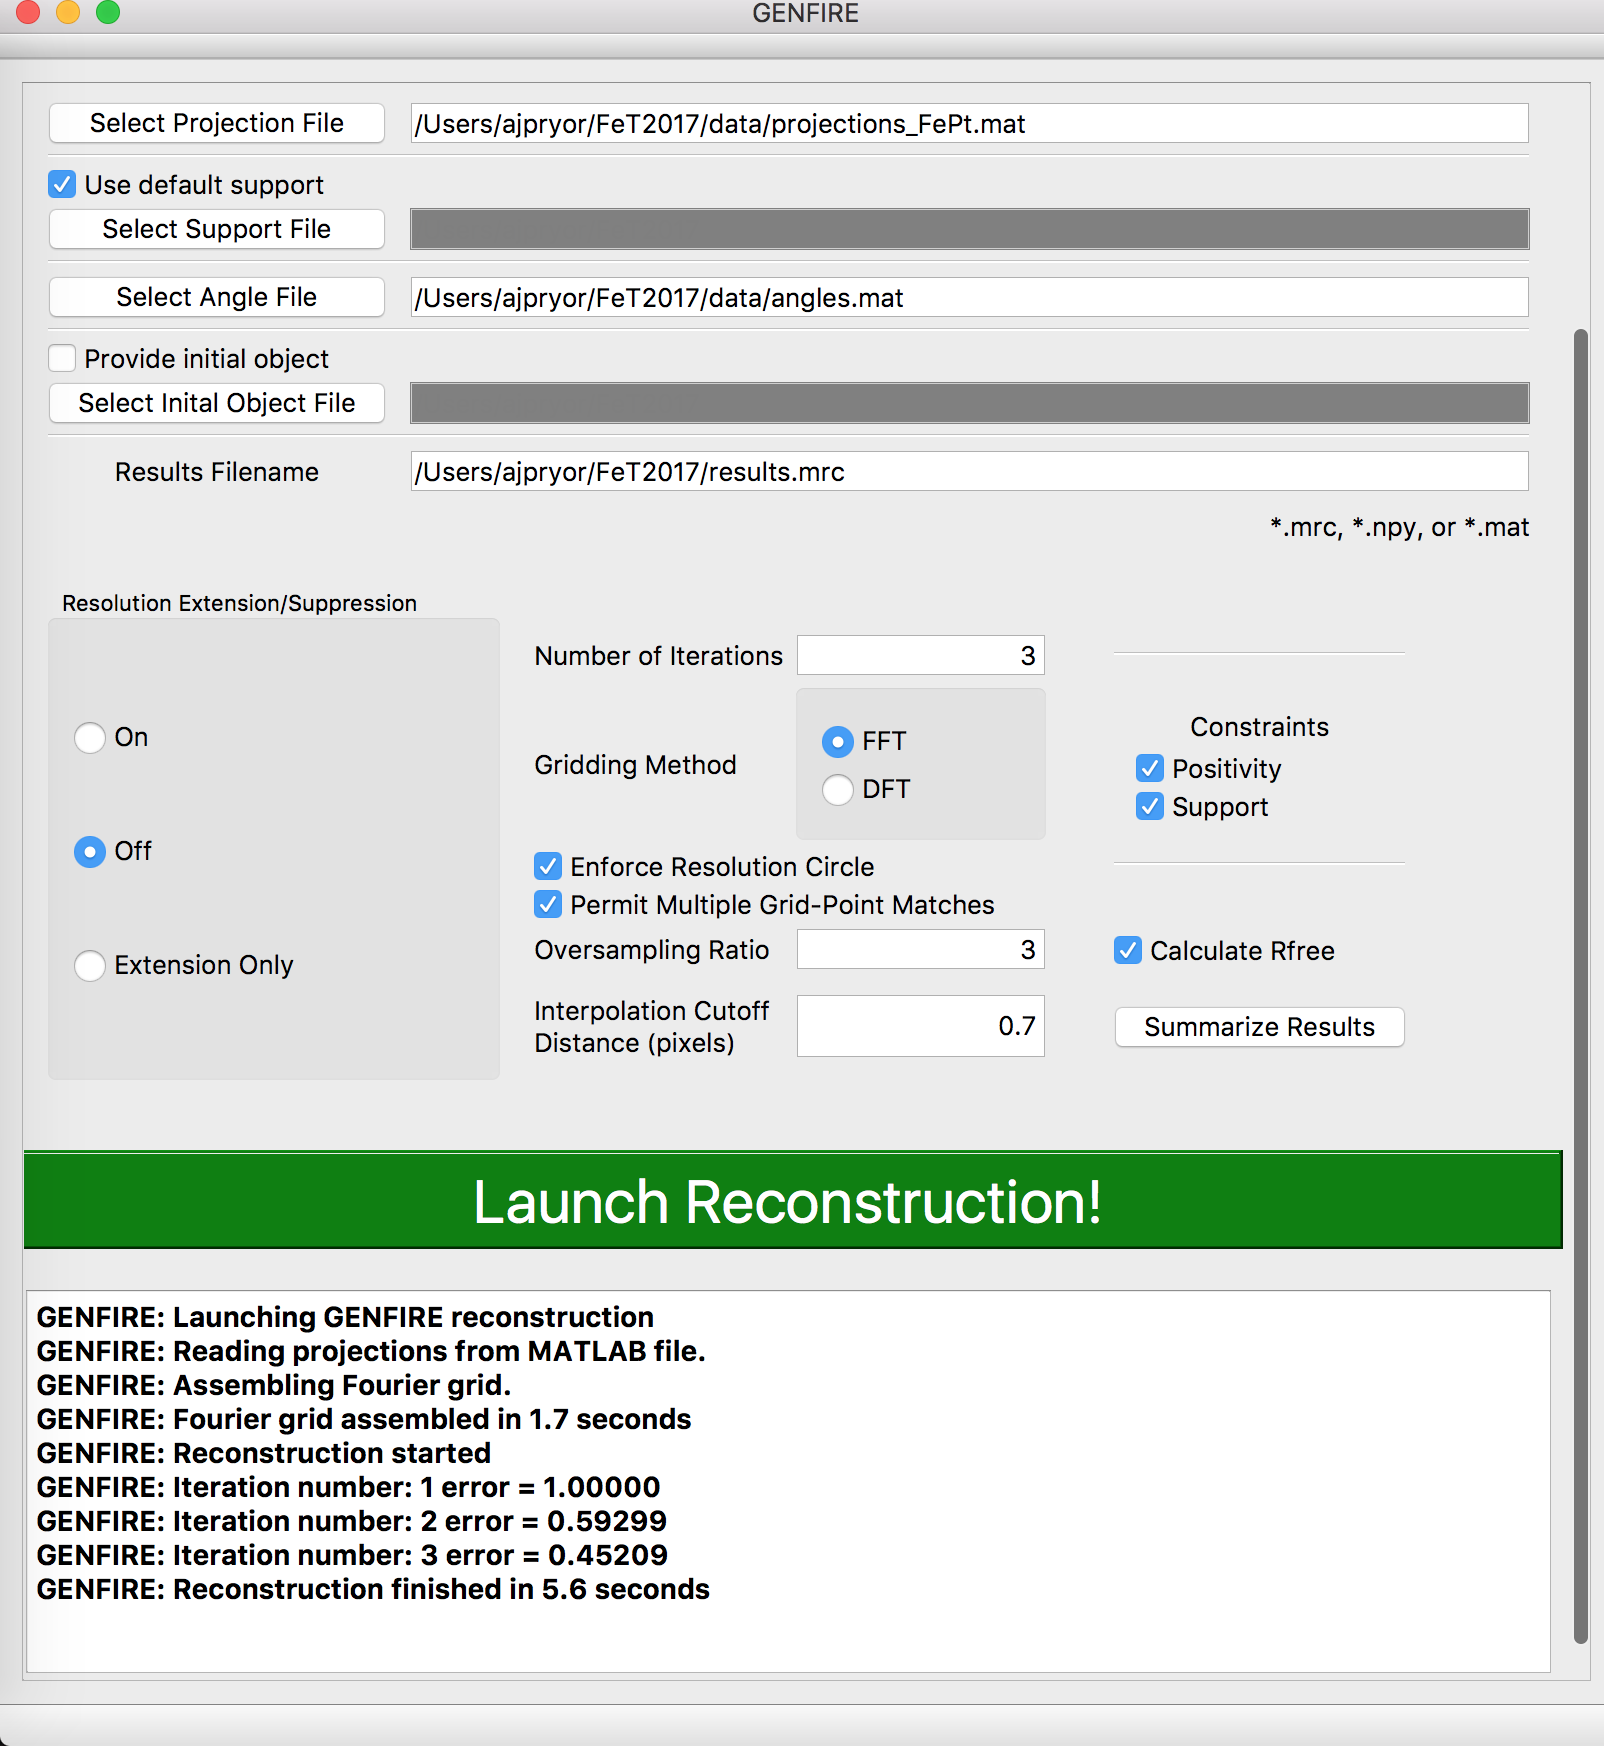 GENFIRE
Select Projection File
/Users/ajpryor/FeT2017/data/projections_FePt.mat
Use default support
Select Support File
Select Angle File
/Users/ajpryor/FeT2017/data/angles.mat
Provide initial object
Select Inital Object File
Results Filename
/Users/ajpryor/FeT2017/results.mrc
*.mrc, *.npy, or *.mat
Resolution Extension/Suppression
On
Off
Extension Only
Number of Iterations
3
Gridding Method
FFT
DFT
Enforce Resolution Circle
Permit Multiple Grid-Point Matches
Oversampling Ratio
3
Interpolation Cutoff
Distance (pixels)
0.7
Constraints
Positivity
Support
Calculate Rfree
Summarize Results
Launch Reconstruction!
GENFIRE: Launching GENFIRE reconstruction
GENFIRE: Reading projections from MATLAB file.
GENFIRE: Assembling Fourier grid.
GENFIRE: Fourier grid assembled in 1.7 seconds
GENFIRE: Reconstruction started
GENFIRE: Iteration number: 1 error = 1.00000
GENFIRE: Iteration number: 2 error = 0.59299
GENFIRE: Iteration number: 3 error = 0.45209
GENFIRE: Reconstruction finished in 5.6 seconds